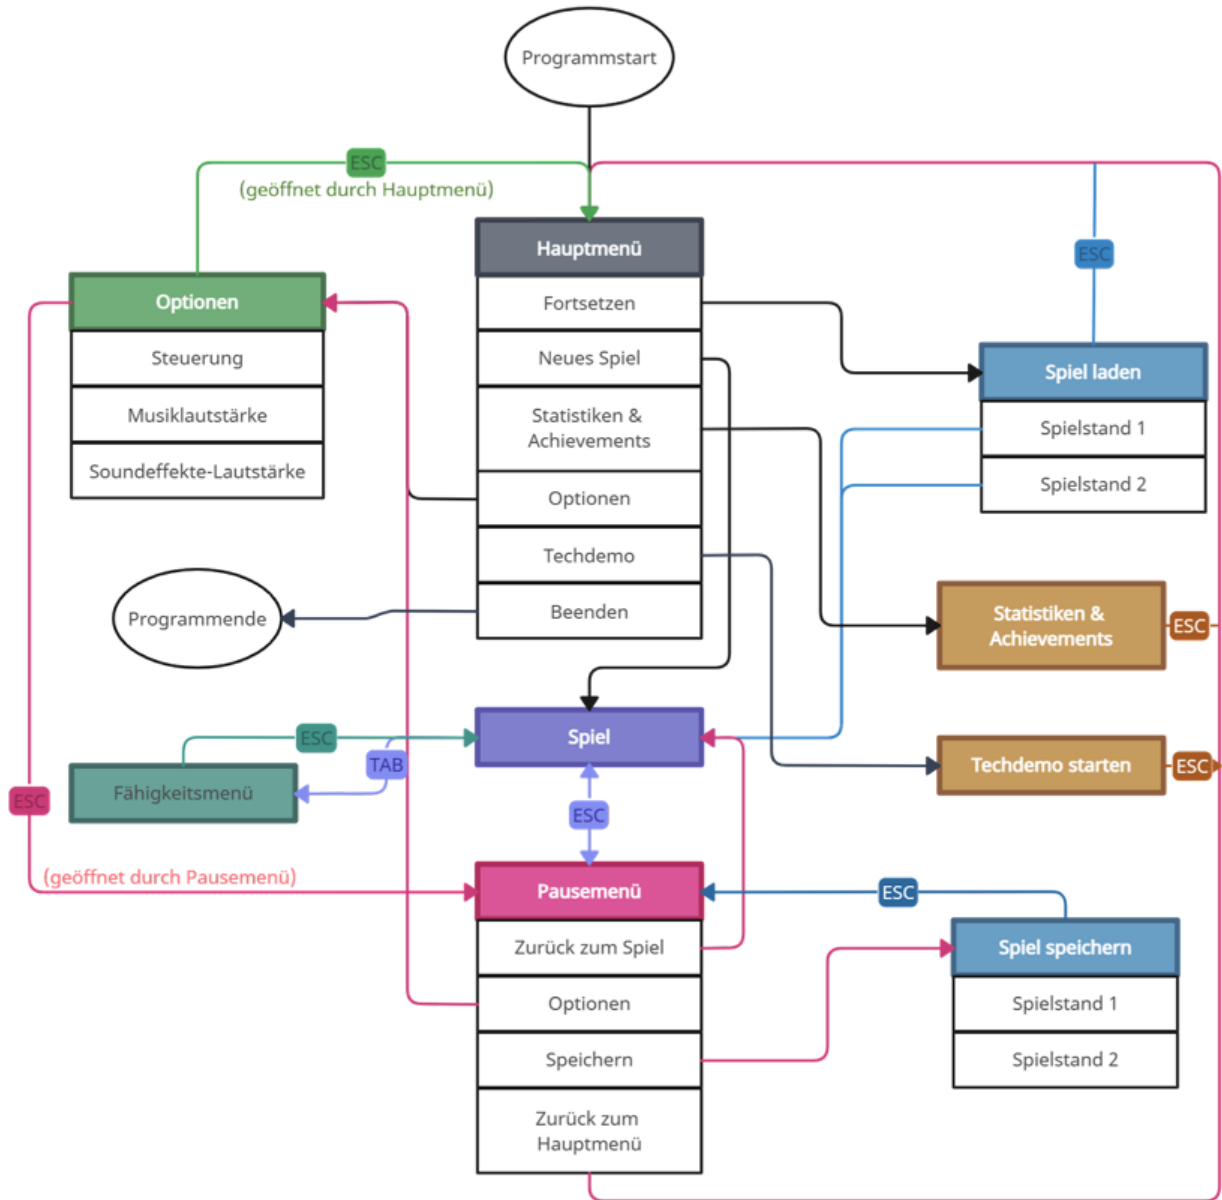 Programmstart
ESC
(geöffnet durch Hauptmenü)
Hauptmenü
Fortsetzen
Neues Spiel
Statistiken &
Achievements
Optionen
Techdemo
Beenden
Optionen
Steuerung
Musiklautstärke
Soundeffekte-Lautstärke
ESC
Spiel laden
Spielstand 1
Spielstand 2
Programmende
Statistiken &
Achievements
ESC
Spiel
ESC
TAB
Fähigkeitsmenü
Techdemo starten
ESC
ESC
ESC
(geöffnet durch Pausemenü)
Pausemenü
Zurück zum Spiel
Optionen
Speichern
Zurück zum
Hauptmenü
ESC
Spiel speichern
Spielstand 1
Spielstand 2